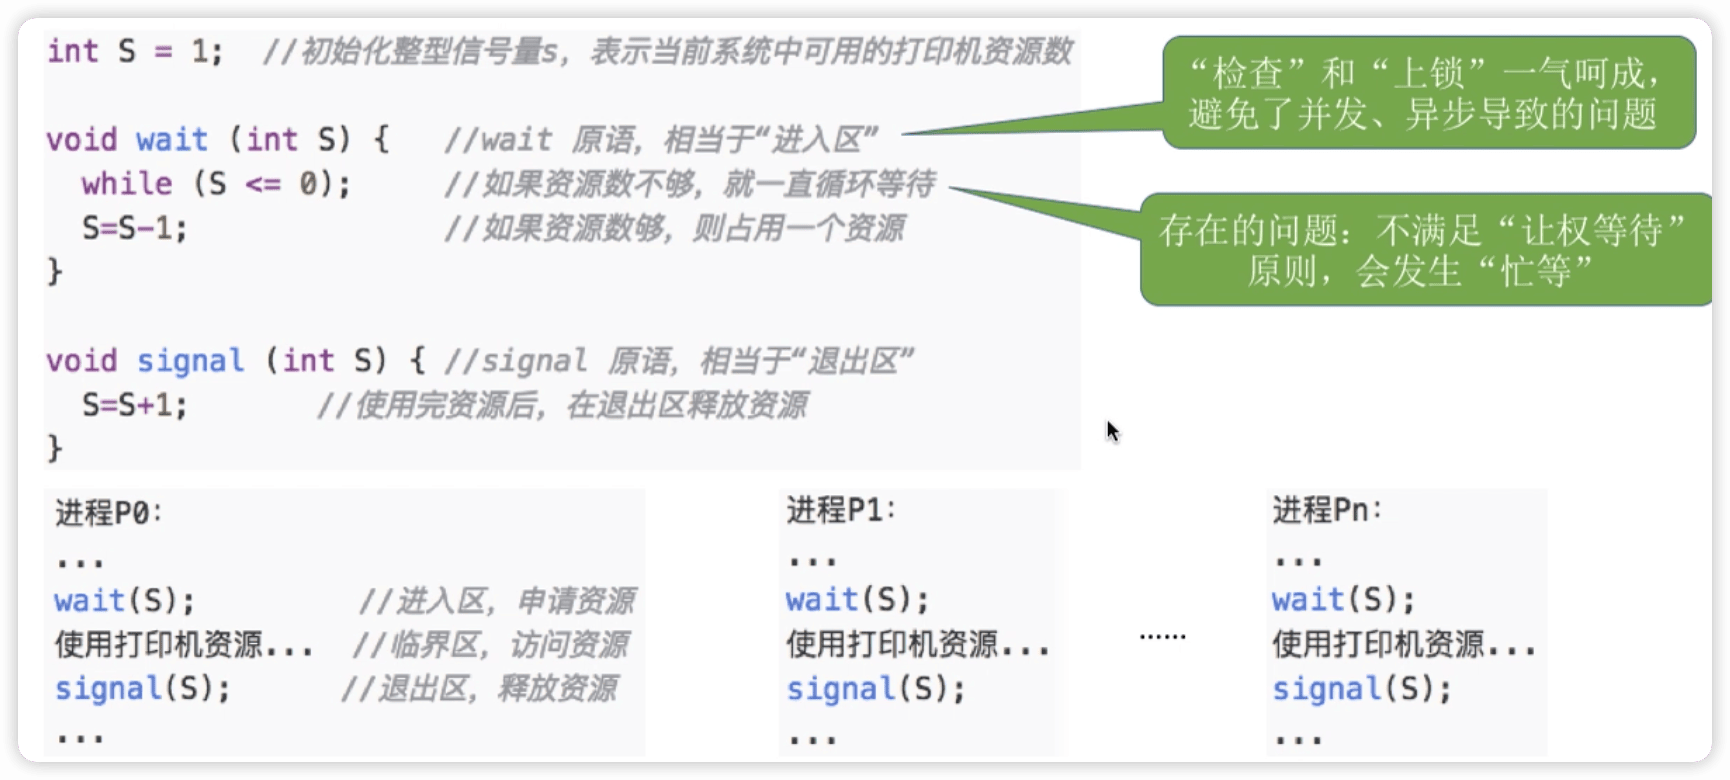 int S = 1;  //初始化整型信号量s，表示当前系统中可用的打印机资源数
“检查”和“上锁”一气呵成，
避免了并发、异步导致的问题
void wait (int S) {   //wait 原语，相当于“进入区”
while (S <= 0);     //如果资源数不够，就一直循环等待
S=S-1;              //如果资源数够，则占用一个资源
}
存在的问题：不满足“让权等待”
原则，会发生“忙等”
void signal (int S) { //signal 原语，相当于“退出区”
S=S+1;       //使用完资源后，在退出区释放资源
}
进程P0：
...
wait(S);         //进入区，申请资源
使用打印机资源...  //临界区，访问资源
signal(S);      //退出区，释放资源
...
进程P1：
...
wait(S);
使用打印机资源...
signal(S);
...
......
进程Pn：
...
wait(S);
使用打印机资源...
signal(S);
...